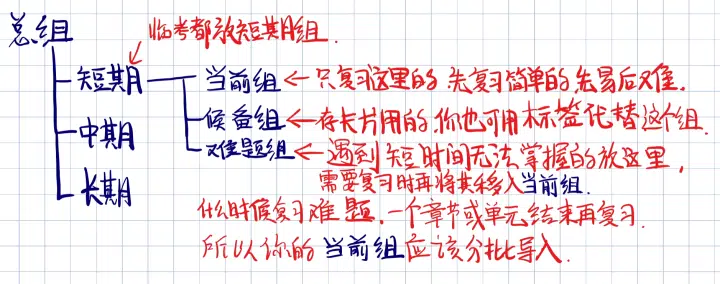 总组
临考都放短期组.
短期
当前组 ← 只复习这里的 先复习简单的 先易后难.
候备组 ← 存卡片用的,你也可用标签代替这个组.
中期
难题组 ← 遇到短时间无法掌握的放这里,
需要复习时再将其移入当前组.
长期
什么时候复习难题,一个章节或单元结束再复习.
所以你的当前组应该分批导入.